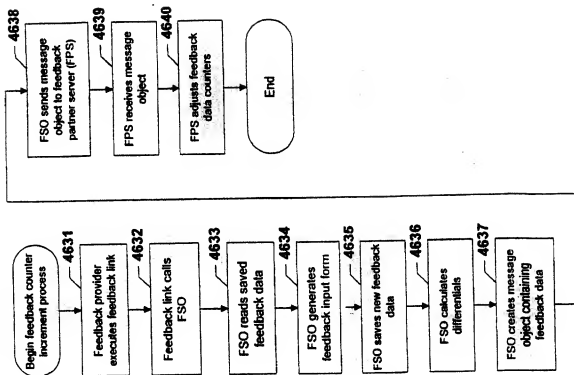 Begin feedback counter
increment process
4631
Feedback provider
executes feedback link
4632
Feedback link calls
FSO
4633
FSO reads saved
feedback data
4634
FSO generates
feedback input form
4635
FSO saves new feedback
data
4636
FSO calculates
differentials
4637
FSO creates message
object containing
feedback data
4638
FSO sends message
object to feedback
partner server (FPS)
4639
FPS receives message
object
4640
FPS adjusts feedback
data counters
End